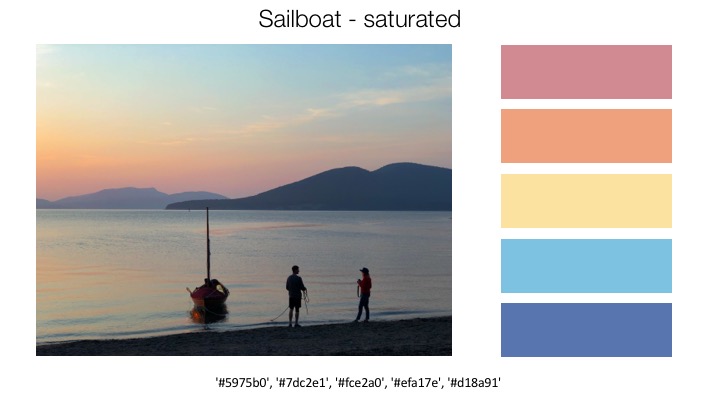 Sailboat - saturated
'#5975b0', '#7dc2e1', '#fce2a0', '#efa17e', '#d18a91'